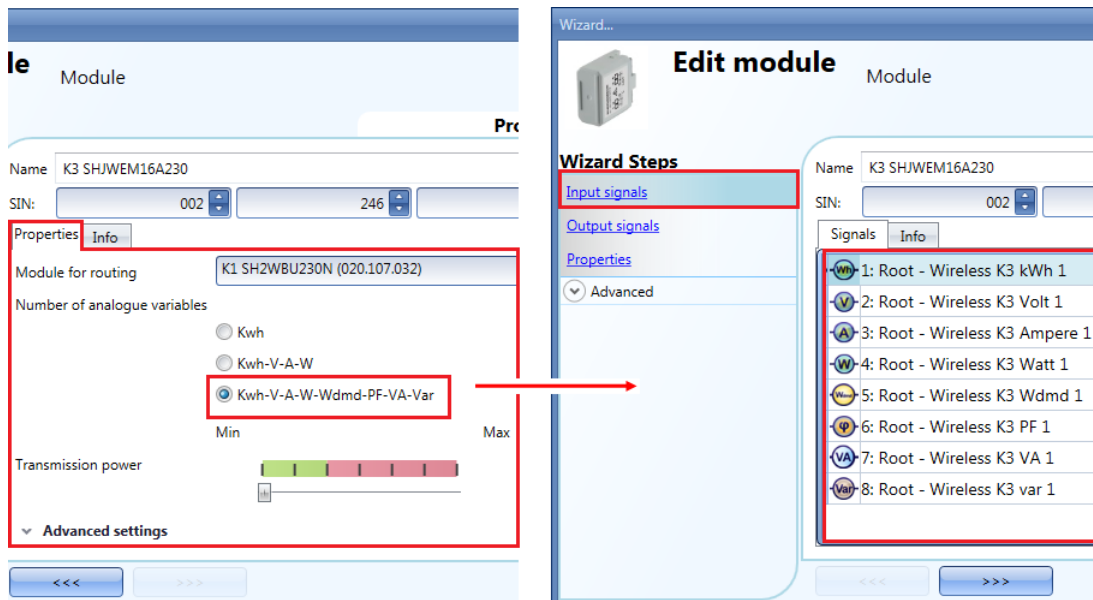 le
Module
Pro
Name K3 SHJWEM16A230
SIN: 002 246
Properties Info
Module for routing K1 SH2WBU230N (020.107.032)
Number of analogue variables
Kwh
Kwh-V-A-W
Kwh-V-A-W-Wdmd-PF-VA-Var
Min Max
Transmission power
Advanced settings
<<< >>>
Wizard...
Edit module
Module
Wizard Steps
Input signals
Output signals
Properties
Advanced
Name K3 SHJWEM16A230
SIN: 002
Signals Info
Wh 1: Root - Wireless K3 kWh 1
V 2: Root - Wireless K3 Volt 1
A 3: Root - Wireless K3 Ampere 1
W 4: Root - Wireless K3 Watt 1
5: Root - Wireless K3 Wdmd 1
φ 6: Root - Wireless K3 PF 1
VA 7: Root - Wireless K3 VA 1
Var 8: Root - Wireless K3 var 1
<<< >>>